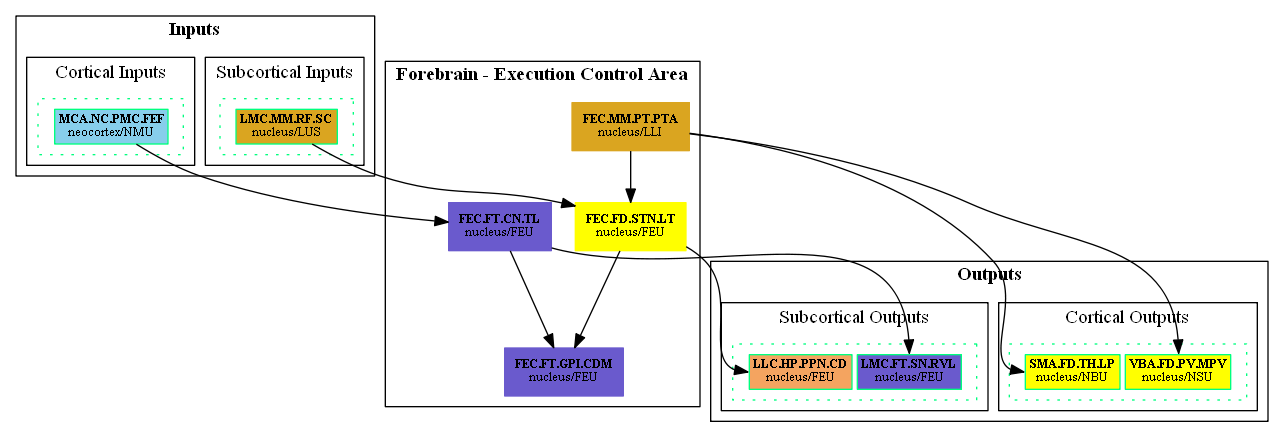 Inputs
Cortical Inputs
MCA.NC.PMC.FEF
neocortex/NMU
Subcortical Inputs
LMC.MM.RF.SC
nucleus/LUS
Forebrain - Execution Control Area
FEC.MM.PT.PTA
nucleus/LLI
FEC.FT.CN.TL
nucleus/FEU
FEC.FD.STN.LT
nucleus/FEU
FEC.FT.GPI.CDM
nucleus/FEU
Outputs
Subcortical Outputs
LLC.HP.PPN.CD
nucleus/FEU
LMC.FT.SN.RVL
nucleus/FEU
Cortical Outputs
SMA.FD.TH.LP
nucleus/NBU
VBA.FD.PV.MPV
nucleus/NSU